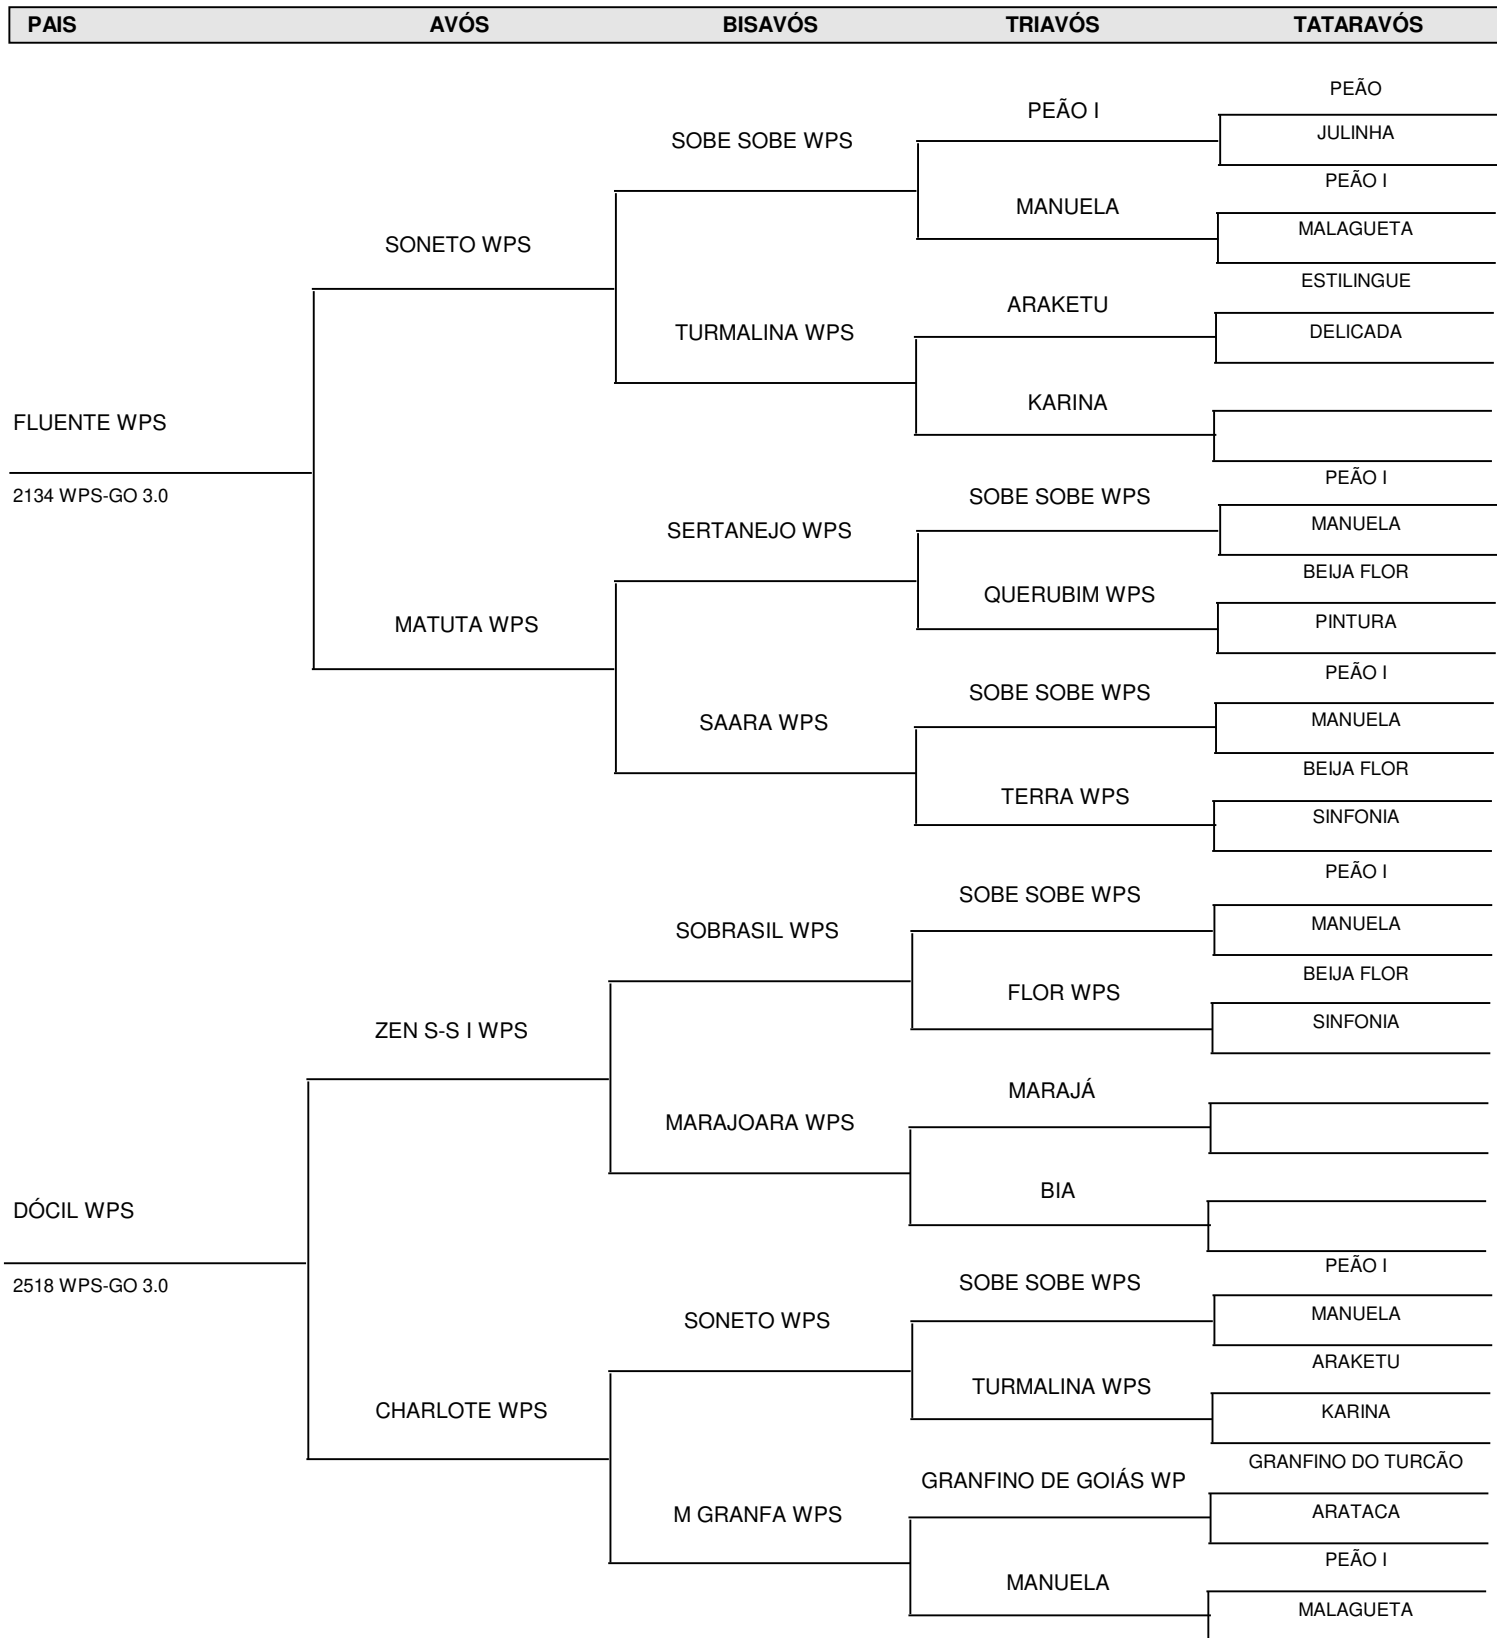 PAIS AVÓS BISAVÓS TRIAVÓS TATARAVÓS
PEÃO
PEÃO I
JULINHA
SOBE SOBE WPS
PEÃO I
MANUELA
MALAGUETA
SONETO WPS
ESTILINGUE
ARAKETU
TURMALINA WPS
DELICADA
KARINA
FLUENTE WPS
PEÃO I
2134 WPS-GO 3.0
SOBE SOBE WPS
SERTANEJO WPS
MANUELA
BEIJA FLOR
QUERUBIM WPS
MATUTA WPS
PINTURA
PEÃO I
SOBE SOBE WPS
SAARA WPS
MANUELA
BEIJA FLOR
TERRA WPS
SINFONIA
PEÃO I
SOBE SOBE WPS
SOBRASIL WPS
MANUELA
BEIJA FLOR
FLOR WPS
ZEN S-S I WPS
SINFONIA
MARAJÁ
MARAJOARA WPS
BIA
DÓCIL WPS
PEÃO I
2518 WPS-GO 3.0
SOBE SOBE WPS
SONETO WPS
MANUELA
ARAKETU
TURMALINA WPS
CHARLOTE WPS
KARINA
GRANFINO DO TURCÃO
GRANFINO DE GOIÁS WP
M GRANFA WPS
ARATACA
PEÃO I
MANUELA
MALAGUETA